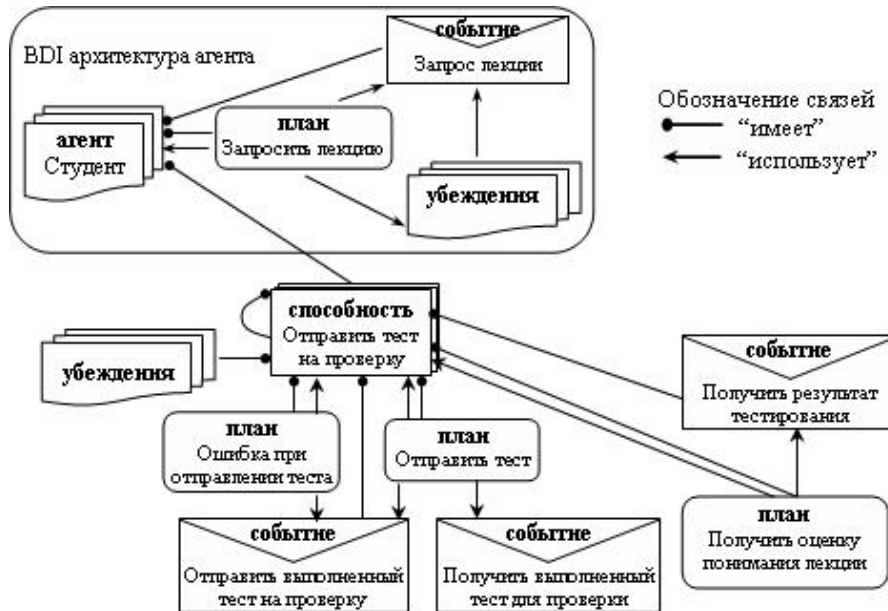 событие
BDI архитектура агента
Запрос лекции
Обозначение связей
“имеет”
“использует”
план
Запросить лекцию
агент
Студент
убеждения
способность
Отправить тест
на проверку
убеждения
событие
Получить результат
тестирования
план
Ошибка при
отправлении теста
план
Отправить тест
план
Получить оценку
понимания лекции
событие
Отправить выполненный
тест на проверку
событие
Получить выполненный
тест для проверки